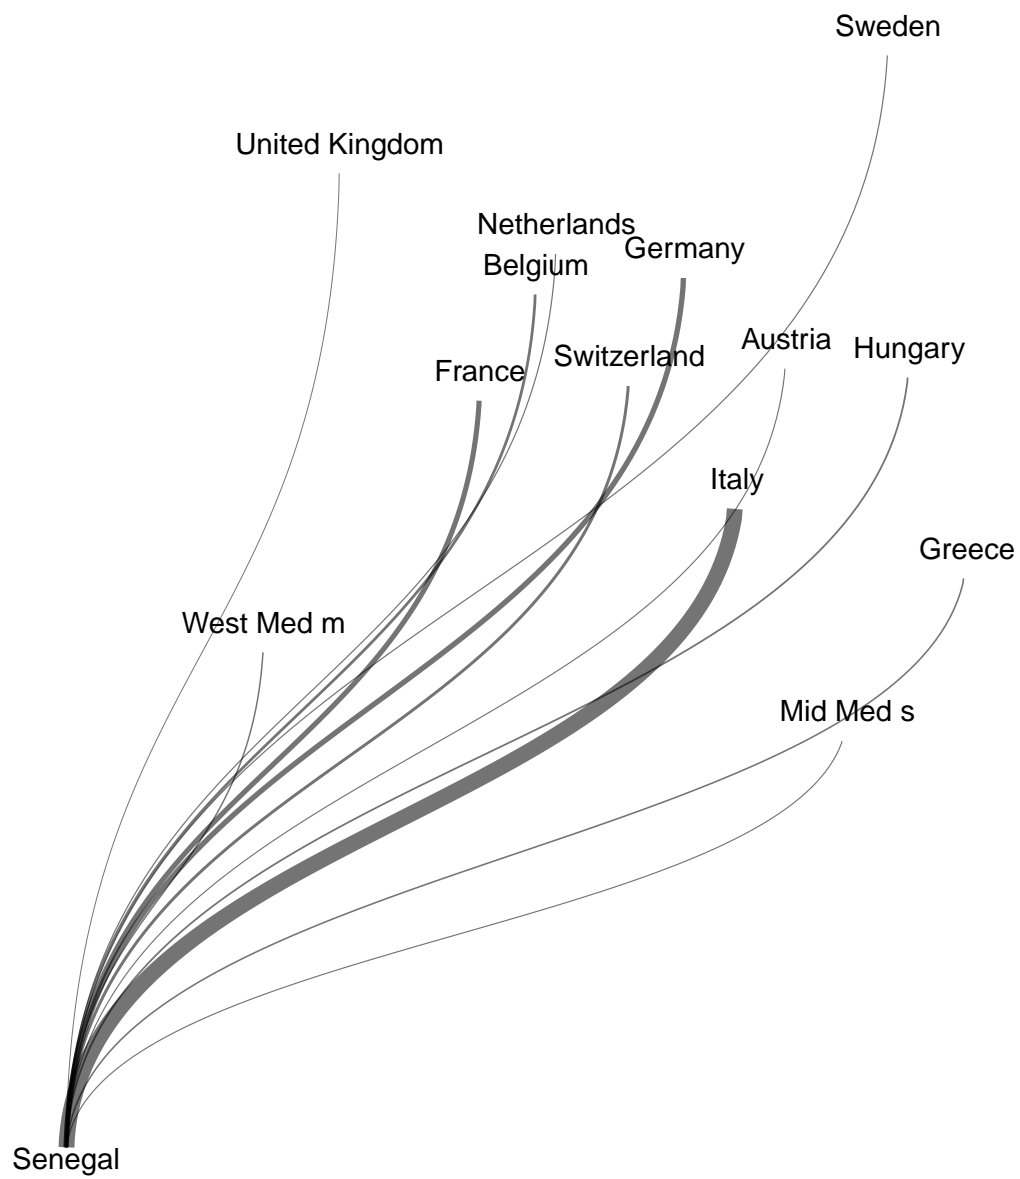 Sweden
United Kingdom
Netherlands
Germany
Belgium
Austria
Hungary
Switzerland
France
Italy
Greece
West Med m
Mid Med s
Senegal